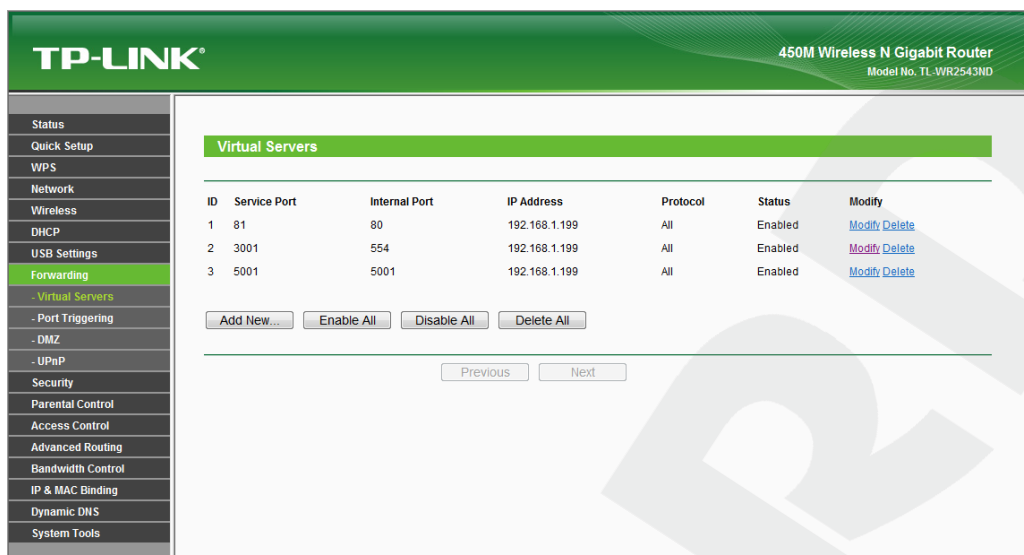 TP-LINK®
450M Wireless N Gigabit Router
Model No. TL-WR2543ND
Status
Quick Setup
WPS
Network
Wireless
DHCP
USB Settings
Forwarding
- Virtual Servers
- Port Triggering
- DMZ
- UPnP
Security
Parental Control
Access Control
Advanced Routing
Bandwidth Control
IP & MAC Binding
Dynamic DNS
System Tools
Virtual Servers
ID Service Port Internal Port IP Address Protocol Status Modify
1 81 80 192.168.1.199 All Enabled Modify Delete
2 3001 554 192.168.1.199 All Enabled Modify Delete
3 5001 5001 192.168.1.199 All Enabled Modify Delete
Add New... Enable All Disable All Delete All
Previous Next